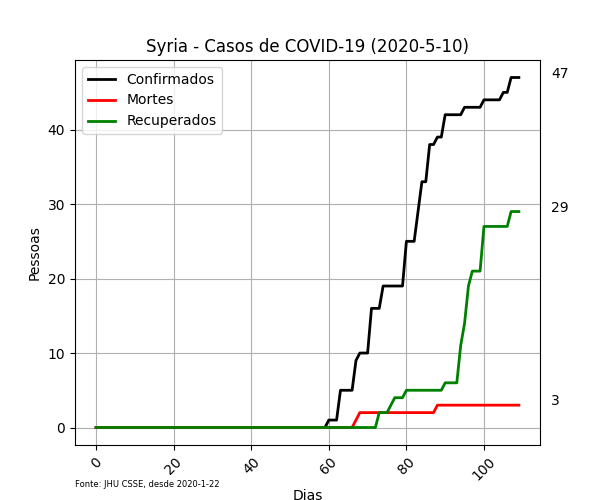 Syria - Casos de COVID-19 (2020-5-10)
Confirmados
Mortes
Recuperados
47
29
3
Pessoas
40
30
20
10
0
0
20
40
60
80
100
Fonte: JHU CSSE, desde 2020-1-22
Dias